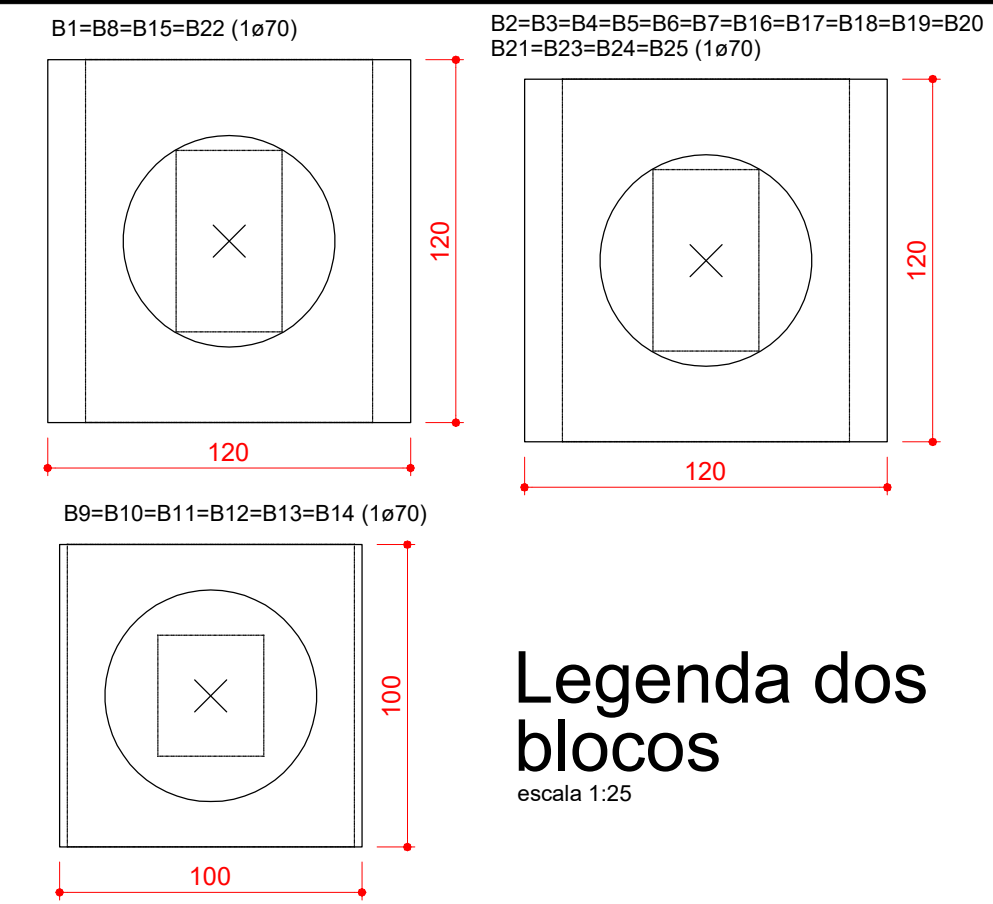 B1=B8=B15=B22 (1ø70)
B2=B3=B4=B5=B6=B7=B16=B17=B18=B19=B20
B21=B23=B24=B25 (1ø70)
120
120
120
120
B9=B10=B11=B12=B13=B14 (1ø70)
100
100
Legenda dos
blocos
escala 1:25